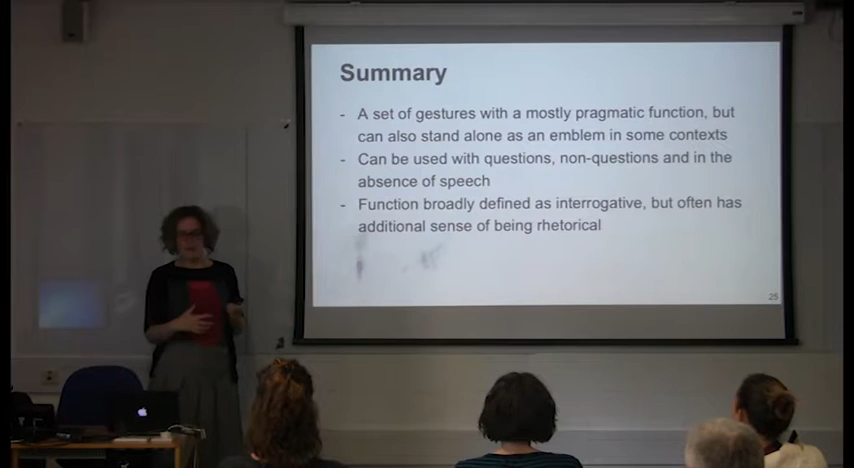 Summary
- A set of gestures with a mostly pragmatic function, but
can also stand alone as an emblem in some contexts
- Can be used with questions, non-questions and in the
absence of speech
- Function broadly defined as interrogative, but often has
additional sense of being rhetorical
25